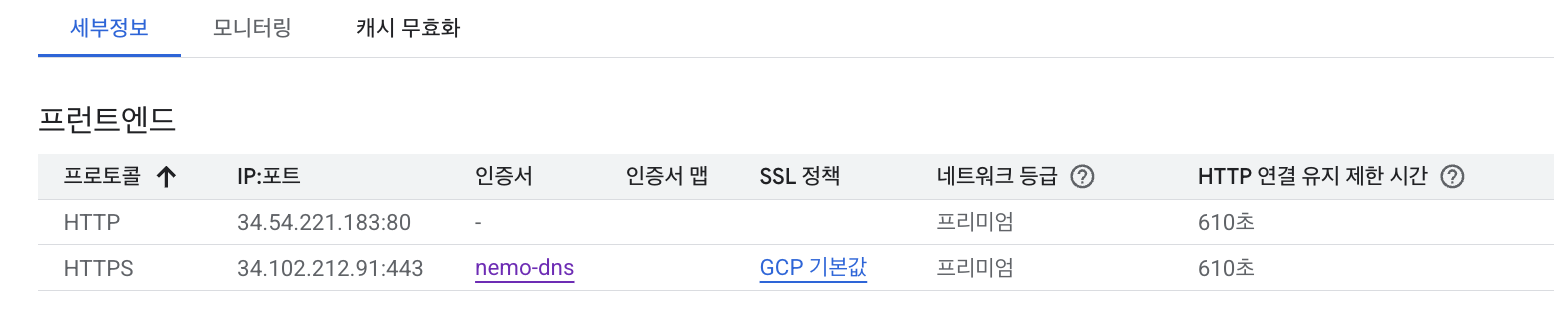 세부정보 모니터링 캐시 무효화
프런트엔드
프로토콜 IP:포트 인증서 인증서 맵 SSL 정책 네트워크 등급 HTTP 연결 유지 제한 시간
HTTP 34.54.221.183:80 - 프리미엄 610초
HTTPS 34.102.212.91:443 nemo-dns GCP 기본값 프리미엄 610초